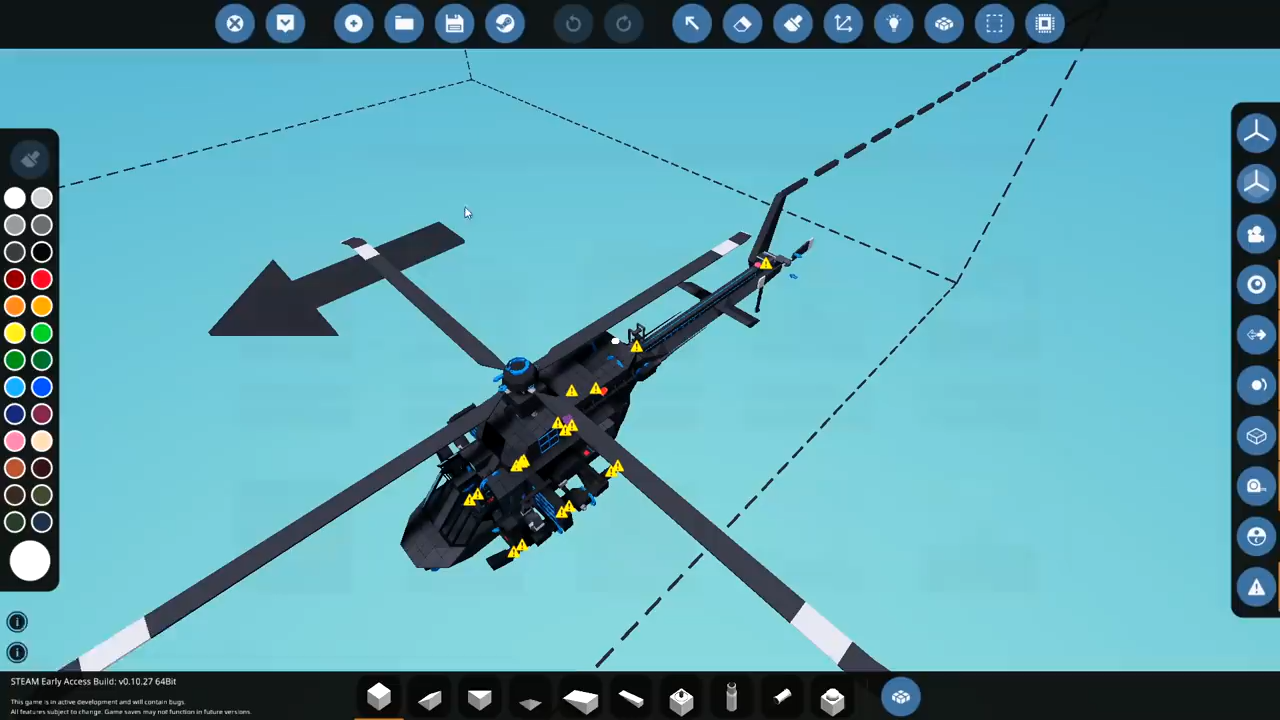 STEAM Early Access Build: v0.10.27 64Bit
This game is in active development and will contain bugs.
All features subject to change. Game saves may not function in future versions.